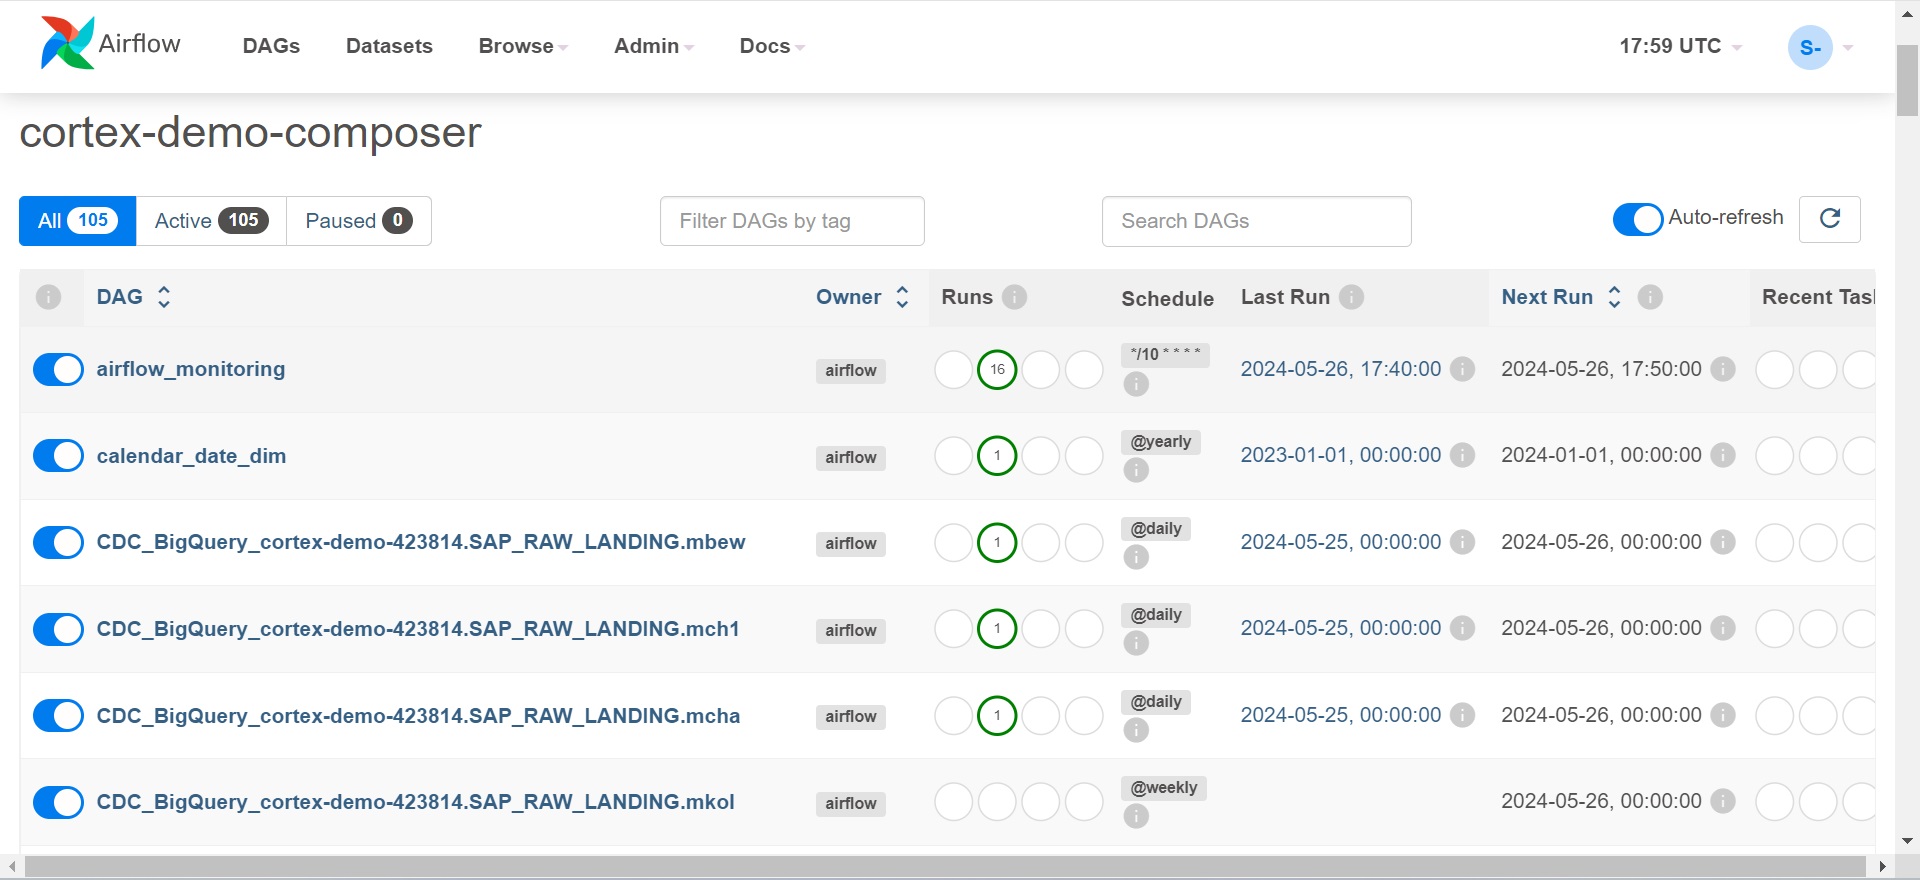 Airflow DAGs Datasets Browse Admin Docs 17:59 UTC S-
cortex-demo-composer
All 105 Active 105 Paused 0 Filter DAGs by tag Search DAGs Auto-refresh
DAG Owner Runs Schedule Last Run Next Run Recent Tas
airflow_monitoring airflow 16 */10 * * * * 2024-05-26, 17:40:00 2024-05-26, 17:50:00
calendar_date_dim airflow 1 @yearly 2023-01-01, 00:00:00 2024-01-01, 00:00:00
CDC_BigQuery_cortex-demo-423814.SAP_RAW_LANDING.mbew airflow 1 @daily 2024-05-25, 00:00:00 2024-05-26, 00:00:00
CDC_BigQuery_cortex-demo-423814.SAP_RAW_LANDING.mch1 airflow 1 @daily 2024-05-25, 00:00:00 2024-05-26, 00:00:00
CDC_BigQuery_cortex-demo-423814.SAP_RAW_LANDING.mcha airflow 1 @daily 2024-05-25, 00:00:00 2024-05-26, 00:00:00
CDC_BigQuery_cortex-demo-423814.SAP_RAW_LANDING.mkol airflow @weekly 2024-05-26, 00:00:00